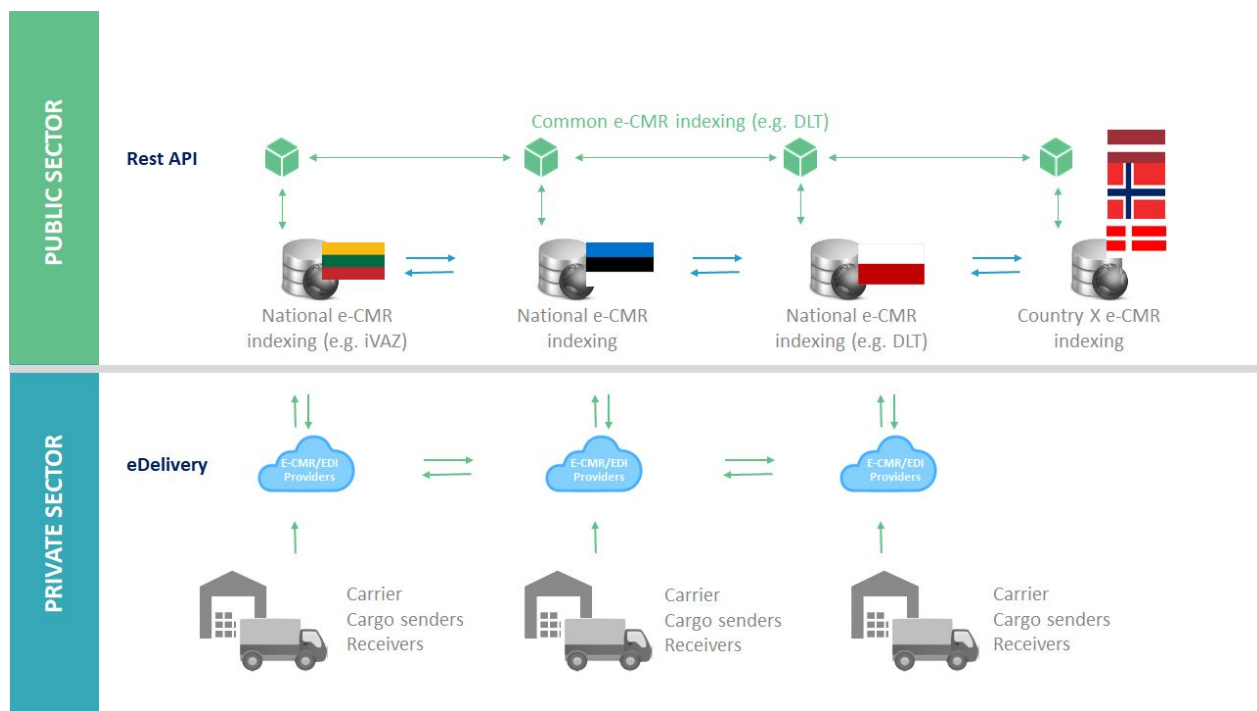 PUBLIC SECTOR
Common e-CMR indexing (e.g. DLT)
Rest API
National e-CMR
indexing (e.g. iVAZ)
National e-CMR
indexing
National e-CMR
indexing (e.g. DLT)
Country X e-CMR
indexing
PRIVATE SECTOR
eDelivery
E-CMR/EDI
Providers
E-CMR/EDI
Providers
E-CMR/EDI
Providers
Carrier
Cargo senders
Receivers
Carrier
Cargo senders
Receivers
Carrier
Cargo senders
Receivers